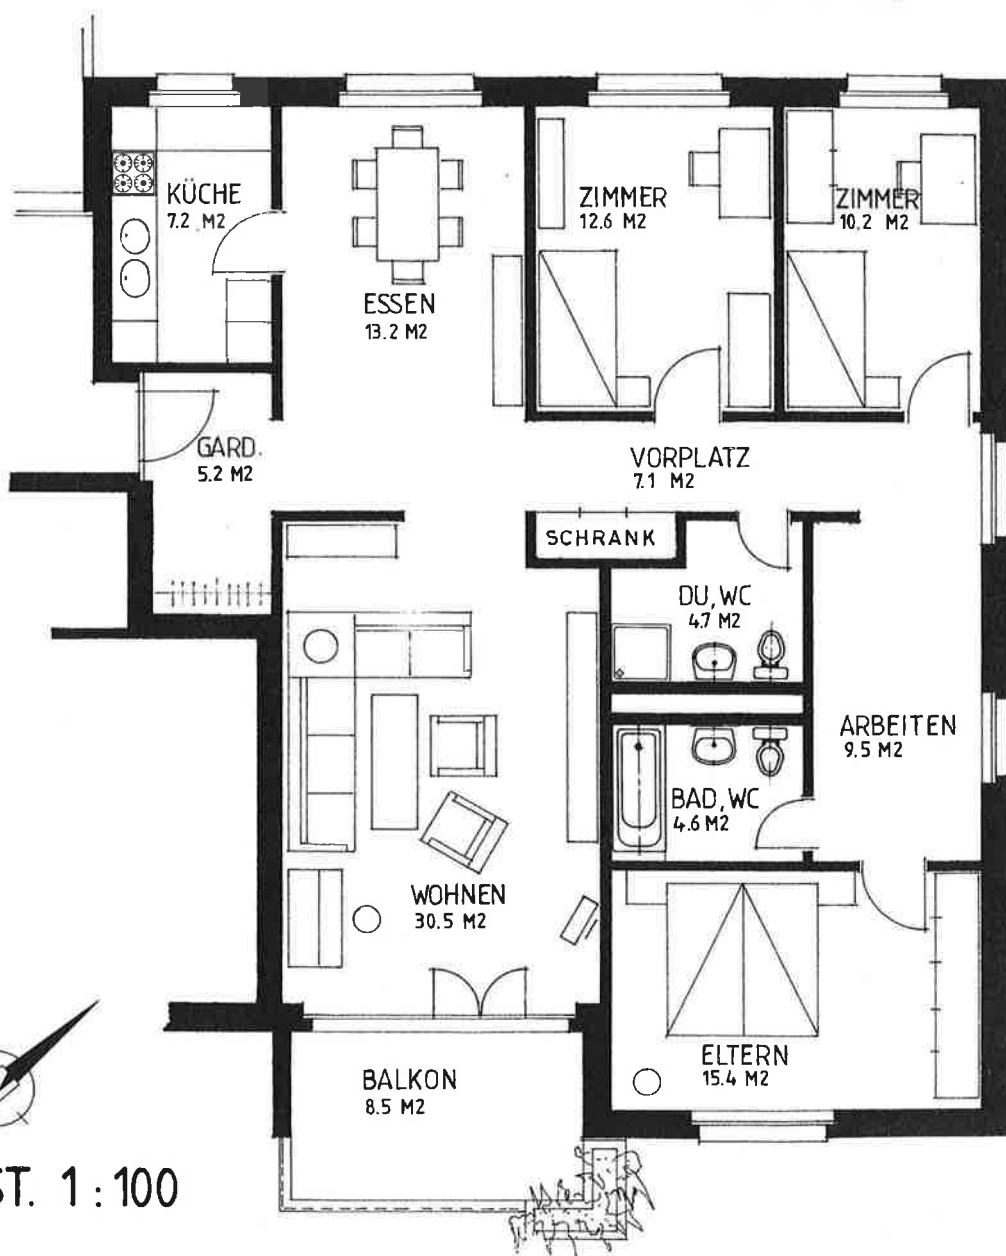 KÜCHE
7.2 M2
ZIMMER
12.6 M2
ZIMMER
10.2 M2
ESSEN
13.2 M2
GARD.
5.2 M2
VORPLATZ
7.1 M2
SCHRANK
DU, WC
4.7 M2
ARBEITEN
9.5 M2
BAD, WC
4.6 M2
WOHNEN
30.5 M2
ELTERN
15.4 M2
BALKON
8.5 M2
ST. 1:100